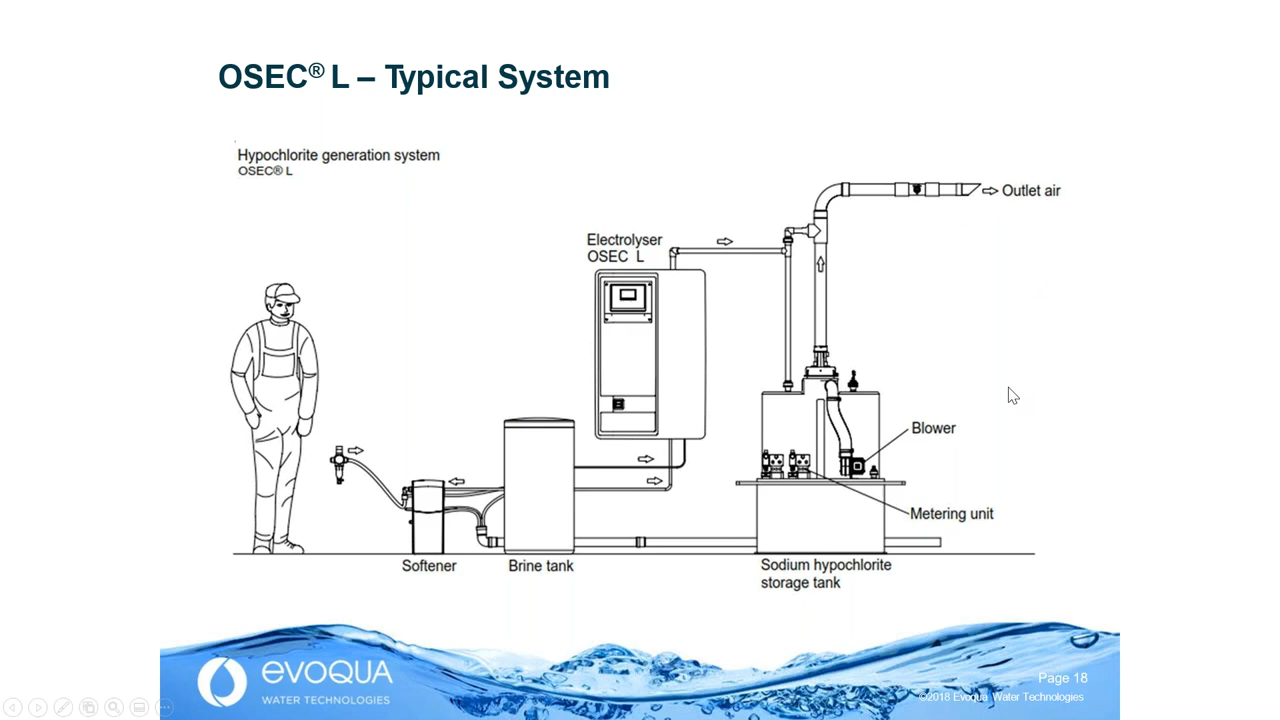 OSEC® L – Typical System
Hypochlorite generation system
OSEC® L
Outlet air
Electrolyser
OSEC L
Blower
Metering unit
Softener
Brine tank
Sodium hypochlorite
storage tank
evoqua
WATER TECHNOLOGIES
Page 18
©2018 Evoqua Water Technologies